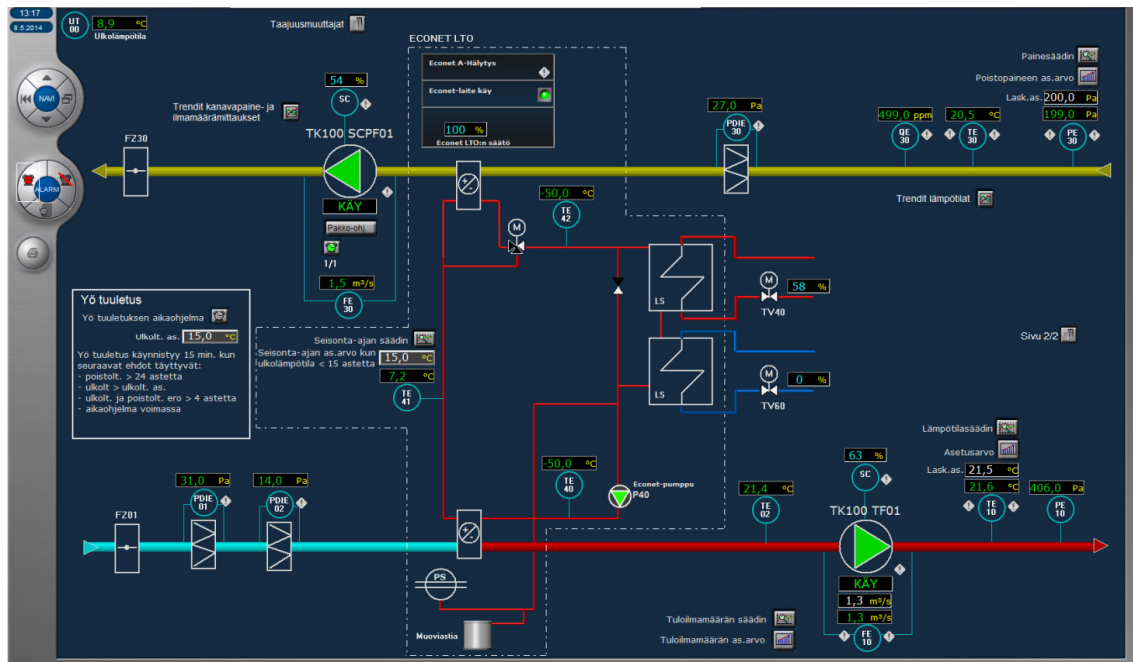 13:17
8.5.2014
UT
00
8,9 °C
Ulkolämpötila
Taajuusmuuttajat
NAVI
ALARM
ECONET LTO
Econet A-Hälytys
Econet-laite käy
100 %
Econet LTO:n säätö
54 %
SC
TK100 SCPF01
Trendit kanavapaine- ja
ilmamäärämittaukset
FZ30
KÄY
Pakko-ohj.
1/1
1,5 m³/s
FE
30
27,0 Pa
PDIE
30
Painesäädin
Poistopaineen as.arvo
Lask.as. 200,0 Pa
499,0 ppm
20,5 °C
199,0 Pa
QE
30
TE
30
PE
30
Trendit lämpötilat
-50,0 °C
TE
42
M
LS
M
58 %
TV40
LS
M
0 %
TV60
Sivu 2/2
Yö tuuletus
Yö tuuletuksen aikaohjelma
Ulkolt. as. 15,0 °C
Yö tuuletus käynnistyy 15 min. kun
seuraavat ehdot täyttyvät:
- poistolt. > 24 astetta
- ulkolt > ulkolt. as.
- ulkolt. ja poistolt. ero > 4 astetta
- aikaohjelma voimassa
Seisonta-ajan säädin
Seisonta-ajan as.arvo kun
ulkolämpötila < 15 astetta
15,0 °C
7,2 °C
TE
41
-50,0 °C
TE
40
Econet-pumppu
P40
31,0 Pa
PDIE
01
14,0 Pa
PDIE
02
FZ01
PS
Muoviastia
21,4 °C
TE
02
63 %
SC
TK100 TF01
KÄY
1,3 m³/s
1,3 m³/s
FE
10
Lämpötilasäädin
Asetusarvo
Lask.as. 21,5 °C
21,6 °C
406,0 Pa
TE
10
PE
10
Tuloilmamäärän säädin
Tuloilmamäärän as.arvo